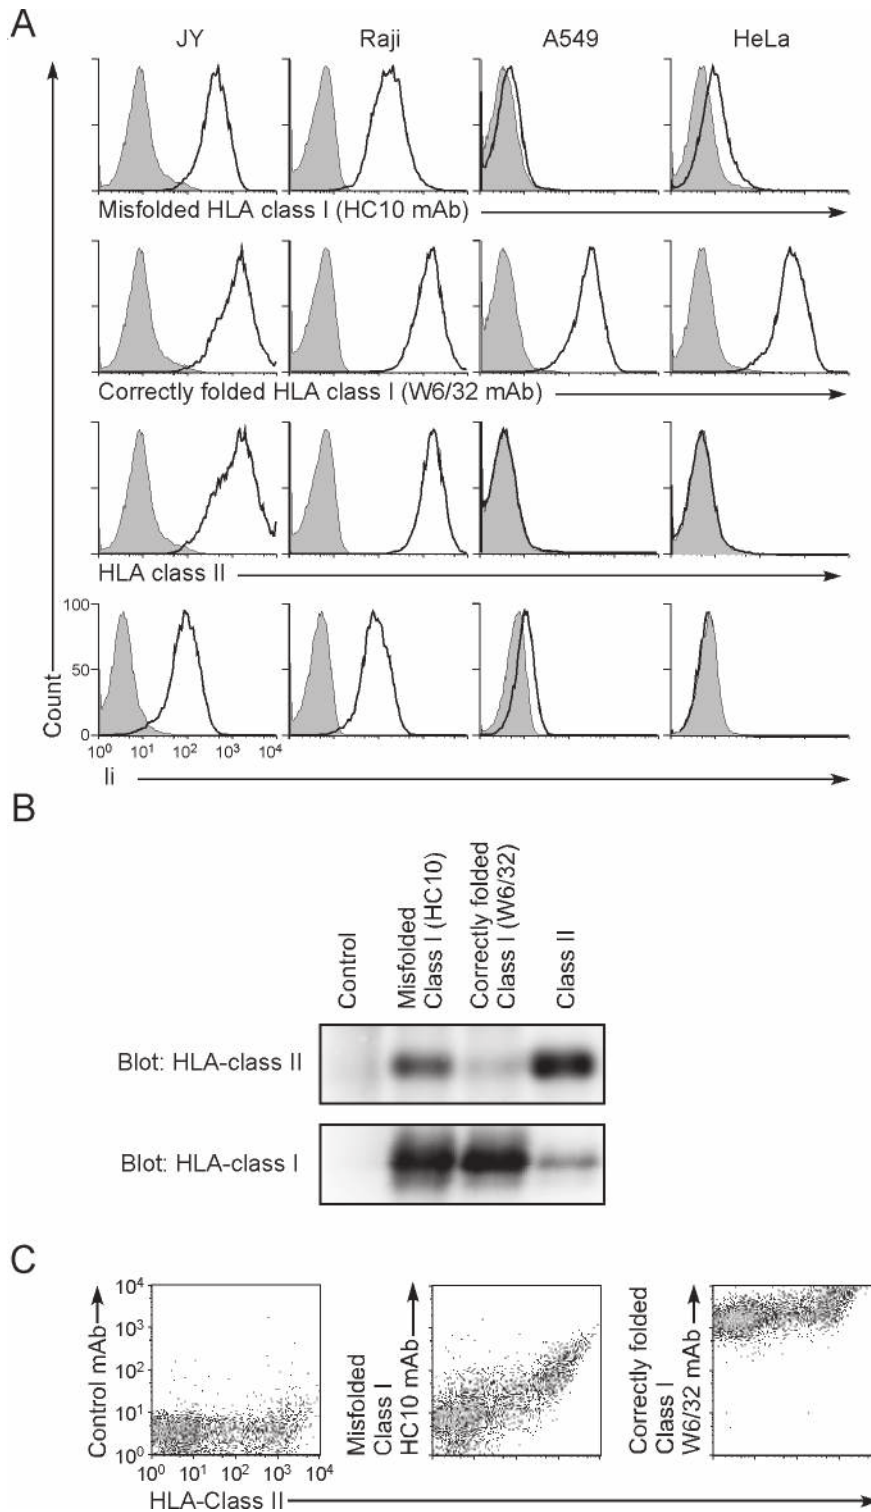 A
JY Raji A549 HeLa
Misfolded HLA class I (HC10 mAb)
Correctly folded HLA class I (W6/32 mAb)
HLA class II
100
50
0
Count
10⁰ 10¹ 10² 10³ 10⁴
Ii
B
Control
Misfolded
Class I (HC10)
Correctly folded
Class I (W6/32)
Class II
Blot: HLA-class II
Blot: HLA-class I
C
Control mAb
10⁴
10³
10²
10¹
10⁰
10⁰ 10¹ 10² 10³ 10⁴
Misfolded
Class I
HC10 mAb
Correctly folded
Class I
W6/32 mAb
HLA-Class II